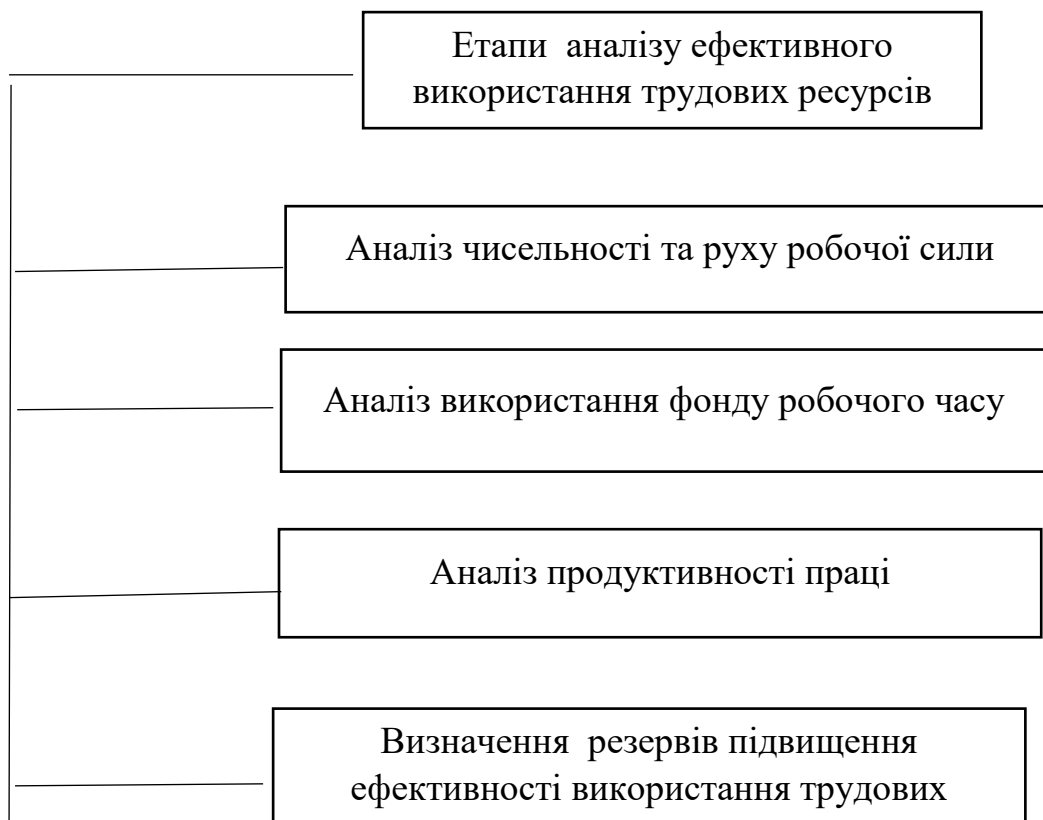 Етапи  аналізу ефективного
використання трудових ресурсів
Аналіз чисельності та руху робочої сили
Аналіз використання фонду робочого часу
Аналіз продуктивності праці
Визначення  резервів підвищення
ефективності використання трудових